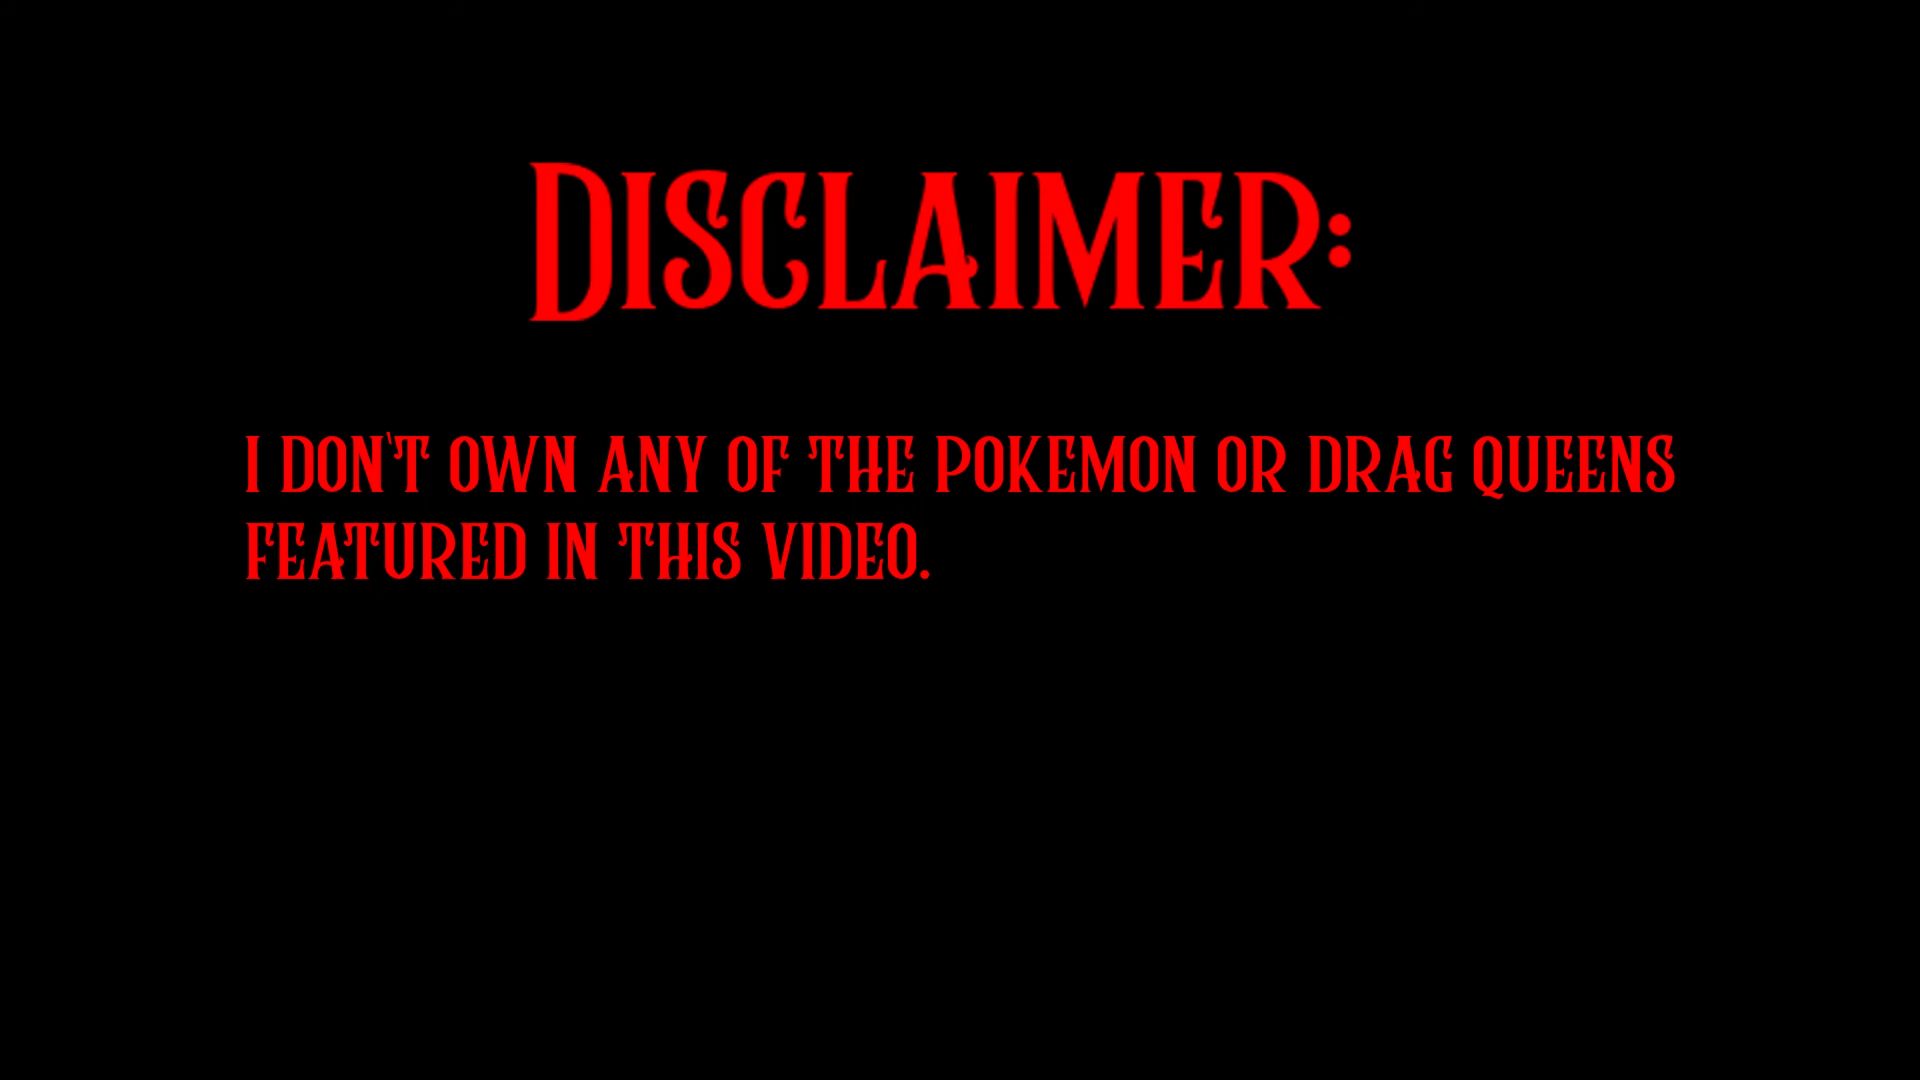 DISCLAIMER:
I DON'T OWN ANY OF THE POKEMON OR DRAG QUEENS
FEATURED IN THIS VIDEO.